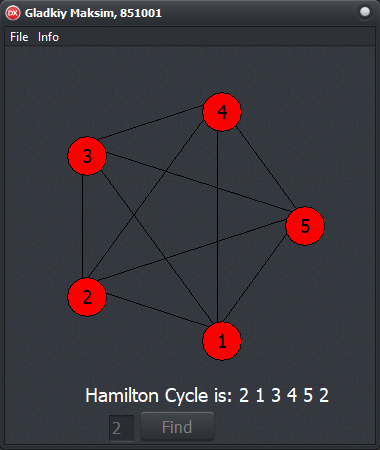 DX Gladkiy Maksim, 851001
File Info
4
3
5
2
1
Hamilton Cycle is: 2 1 3 4 5 2
2 Find